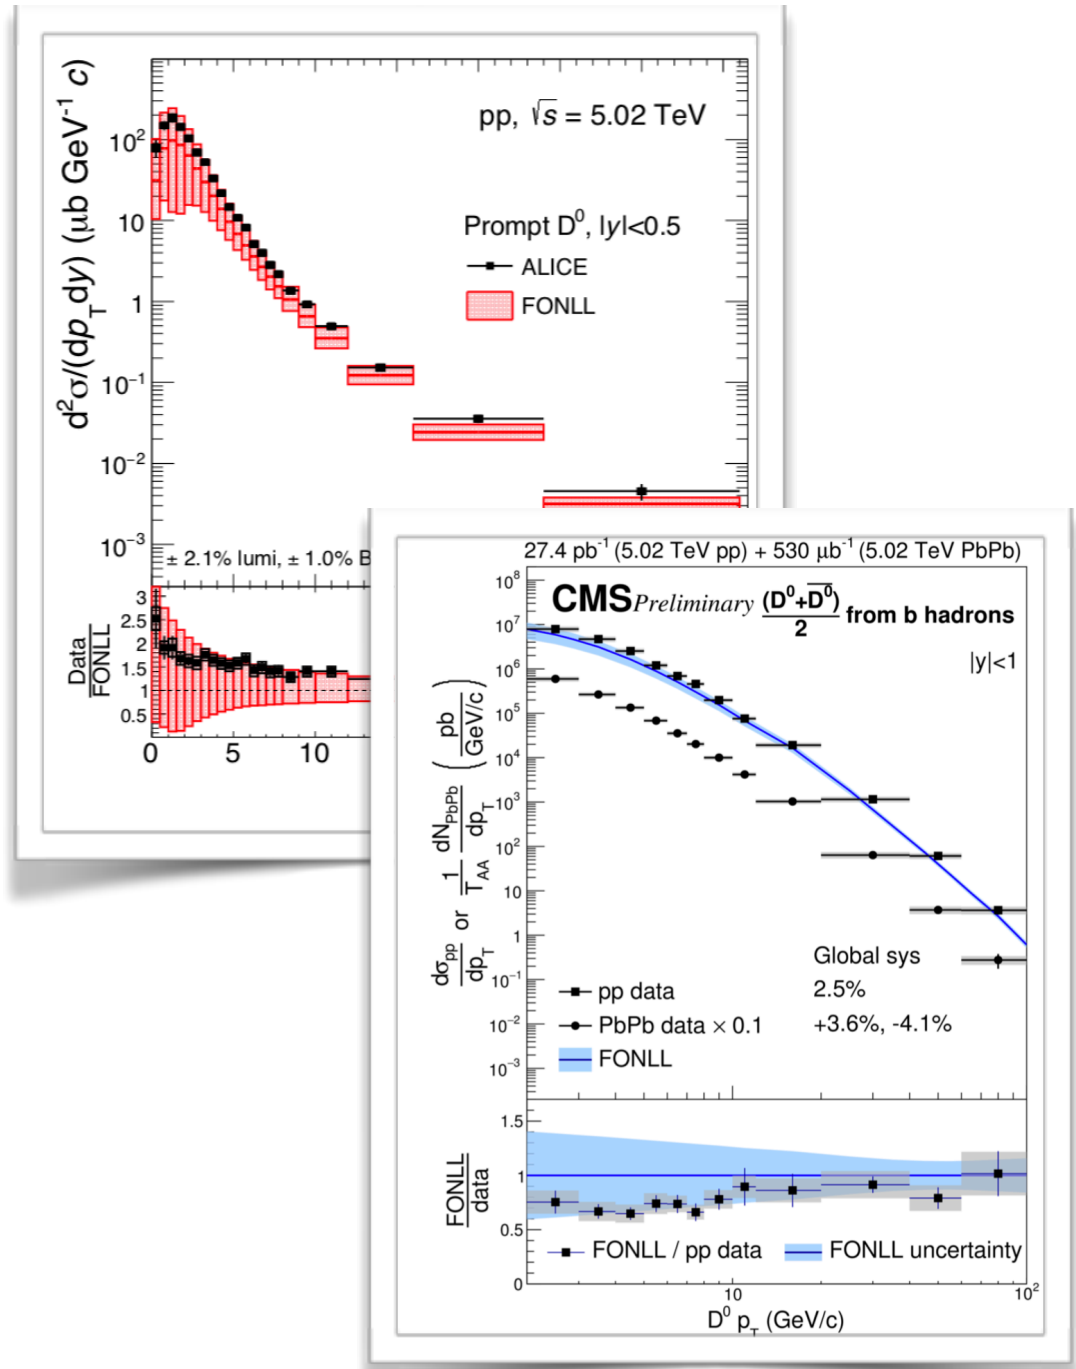 d²σ/(dp_T dy) (μb GeV⁻¹ c)
10²
10
1
10⁻¹
10⁻²
10⁻³
pp, √s = 5.02 TeV
Prompt D⁰, |y|<0.5
ALICE
FONLL
± 2.1% lumi, ± 1.0% B
Data
FONLL
3
2.5
2
1.5
1
0.5
0 5 10
27.4 pb⁻¹ (5.02 TeV pp) + 530 μb⁻¹ (5.02 TeV PbPb)
CMS Preliminary (D⁰+D̅⁰)/2 from b hadrons
|y|<1
dσ_pp/dp_T or 1/T_AA dN_PbPb/dp_T (pb/GeV/c)
10⁸
10⁷
10⁶
10⁵
10⁴
10³
10²
10
1
10⁻¹
10⁻²
10⁻³
Global sys
pp data 2.5%
PbPb data × 0.1 +3.6%, -4.1%
FONLL
FONLL
data
1.5
1
0.5
0
FONLL / pp data FONLL uncertainty
10 10²
D⁰ p_T (GeV/c)